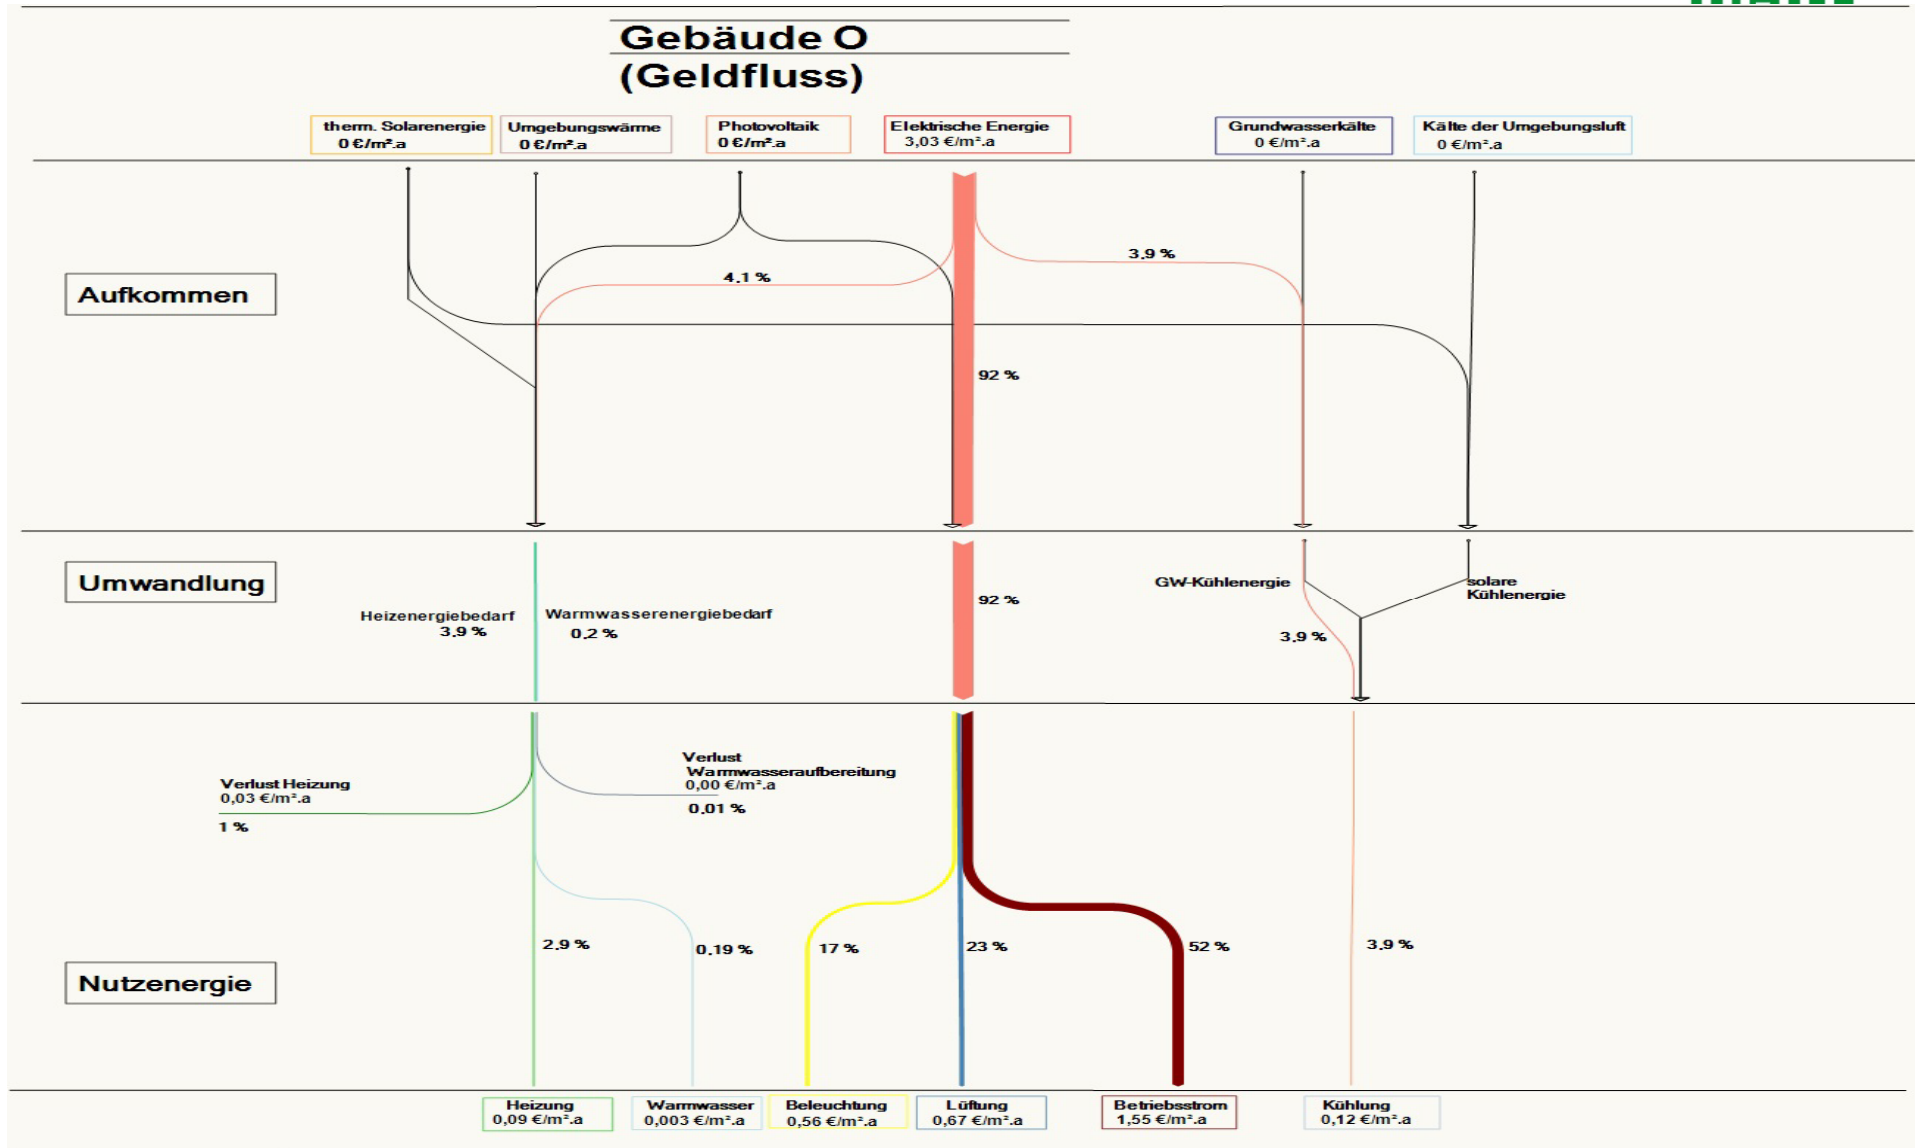 Gebäude O
(Geldfluss)
therm. Solarenergie
0 €/m².a
Umgebungswärme
0 €/m².a
Photovoltaik
0 €/m².a
Elektrische Energie
3,03 €/m².a
Grundwasserkälte
0 €/m².a
Kälte der Umgebungsluft
0 €/m².a
Aufkommen
4.1 %
3.9 %
92 %
Umwandlung
Heizenergiebedarf
3.9 %
Warmwasserenergiebedarf
0.2 %
92 %
GW-Kühlenergie
solare
Kühlenergie
3.9 %
Verlust Heizung
0,03 €/m².a
1 %
Verlust
Warmwasseraufbereitung
0,00 €/m².a
0.01 %
Nutzenergie
2.9 %
0.19 %
17 %
23 %
52 %
3.9 %
Heizung
0,09 €/m².a
Warmwasser
0,003 €/m².a
Beleuchtung
0,56 €/m².a
Lüftung
0,67 €/m².a
Betriebsstrom
1,55 €/m².a
Kühlung
0,12 €/m².a